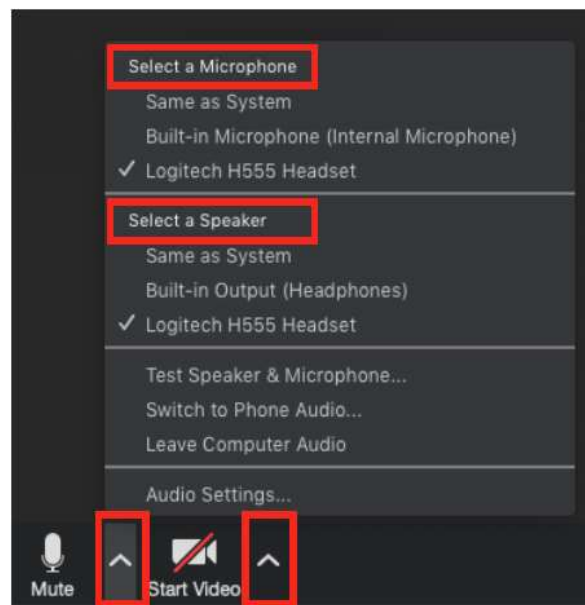 Select a Microphone
Same as System
Built-in Microphone (Internal Microphone)
✓ Logitech H555 Headset
Select a Speaker
Same as System
Built-in Output (Headphones)
✓ Logitech H555 Headset
Test Speaker & Microphone...
Switch to Phone Audio...
Leave Computer Audio
Audio Settings...
Mute
Start Video